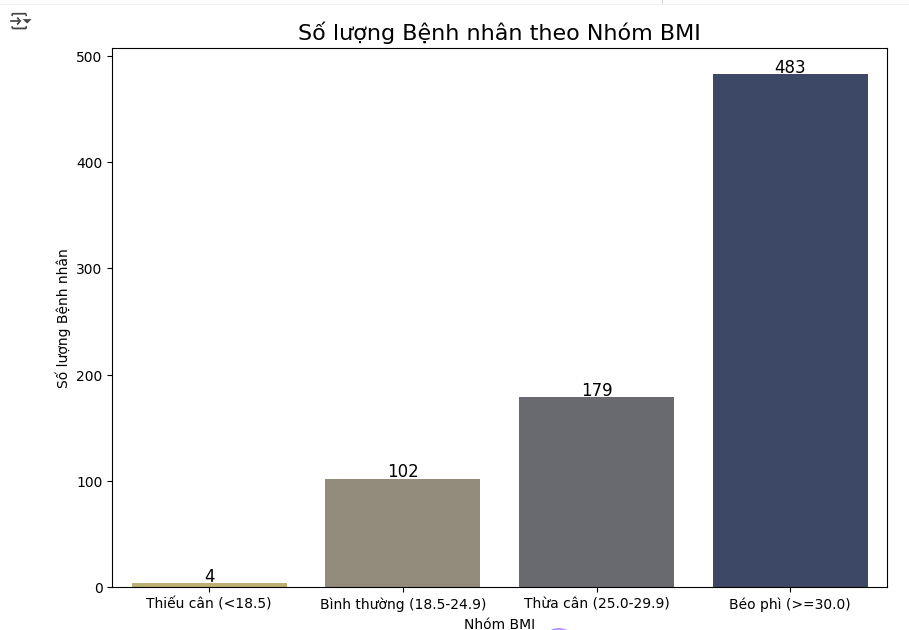 Số lượng Bệnh nhân theo Nhóm BMI
500
400
300
200
100
0
Số lượng Bệnh nhân
4
102
179
483
Thiếu cân (<18.5)
Bình thường (18.5-24.9)
Thừa cân (25.0-29.9)
Béo phì (>=30.0)
Nhóm BMI